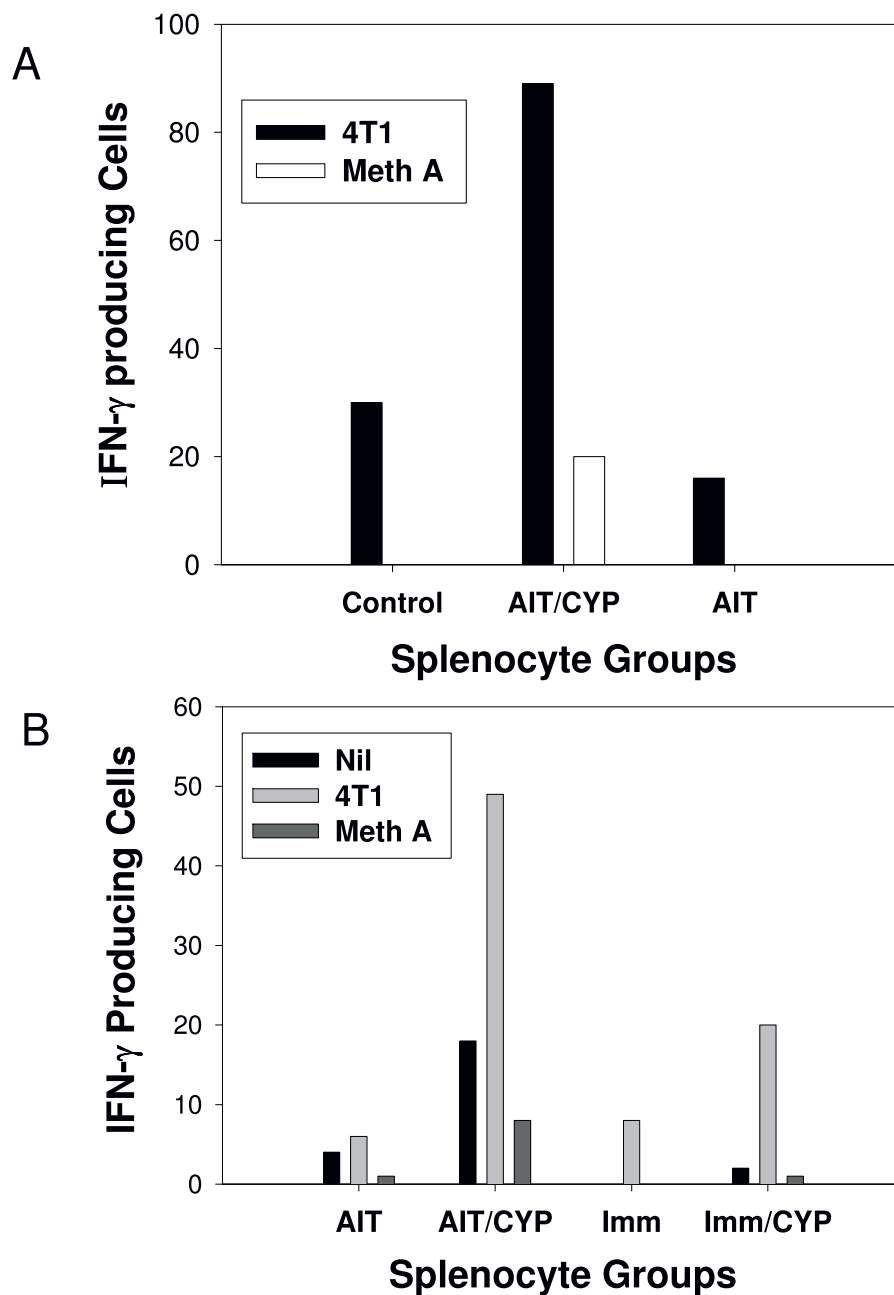 A
IFN-γ producing Cells
100
80
60
40
20
0
4T1
Meth A
Control
AIT/CYP
AIT
Splenocyte Groups
B
IFN-γ Producing Cells
60
50
40
30
20
10
0
Nil
4T1
Meth A
AIT
AIT/CYP
Imm
Imm/CYP
Splenocyte Groups